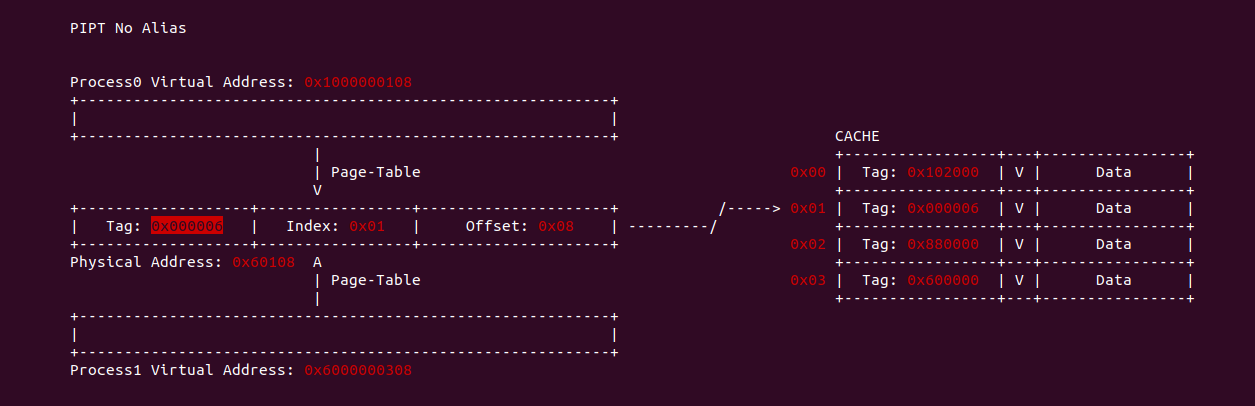 PIPT No Alias
Process0 Virtual Address: 0x1000000108
+-----------------------------------------------------------+
|                                                           |
+-----------------------------------------------------------+
CACHE
|
| Page-Table
V
+-------------------+-----------------+---------------------+
|   Tag: 0x000006   |   Index: 0x01   |     Offset: 0x08    | ---------/
+-------------------+-----------------+---------------------+
Physical Address: 0x60108  A
| Page-Table
|
+-----------------------------------------------------------+
|                                                           |
+-----------------------------------------------------------+
Process1 Virtual Address: 0x6000000308
+-----------------+---+----------------+
0x00 |  Tag: 0x102000  | V |      Data      |
+-----------------+---+----------------+
/-----> 0x01 |  Tag: 0x000006  | V |      Data      |
+-----------------+---+----------------+
0x02 |  Tag: 0x880000  | V |      Data      |
+-----------------+---+----------------+
0x03 |  Tag: 0x600000  | V |      Data      |
+-----------------+---+----------------+